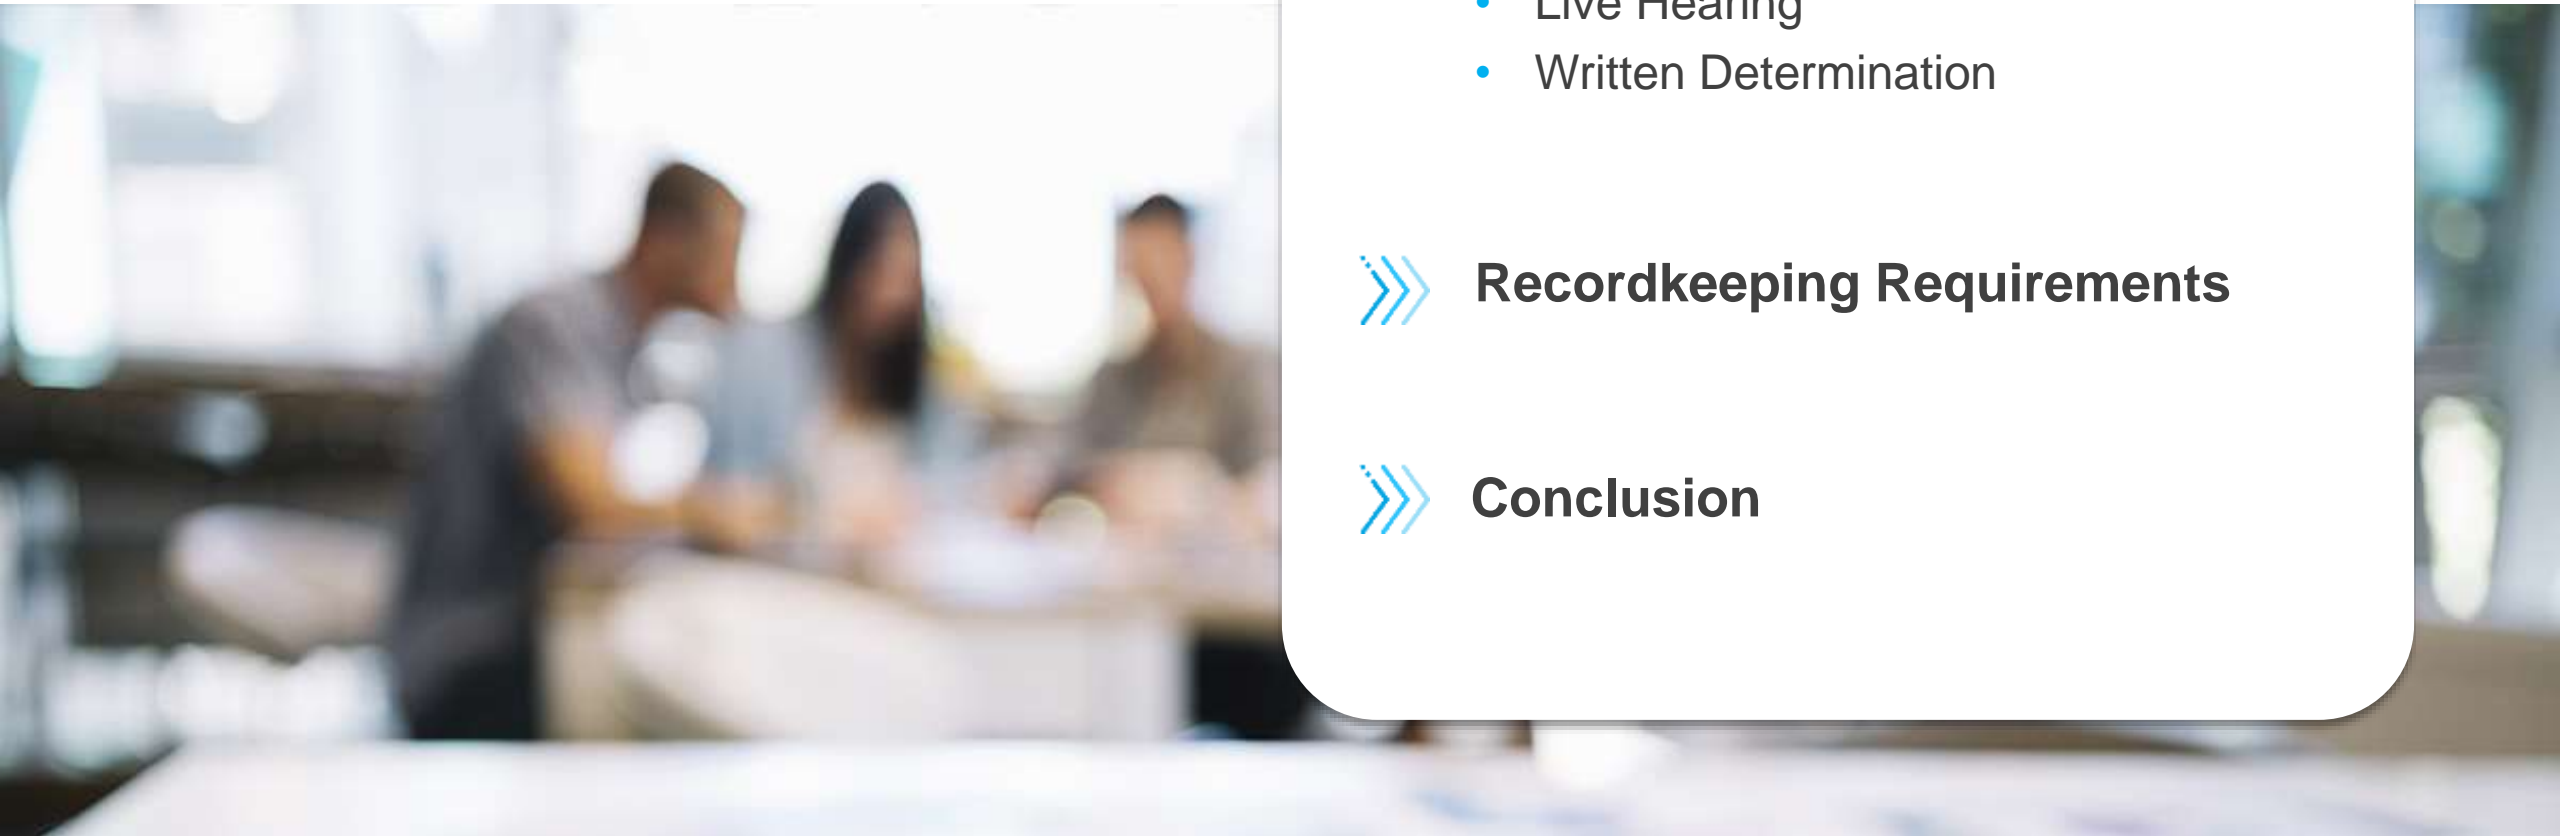 • Live Hearing
• Written Determination
Recordkeeping Requirements
Conclusion